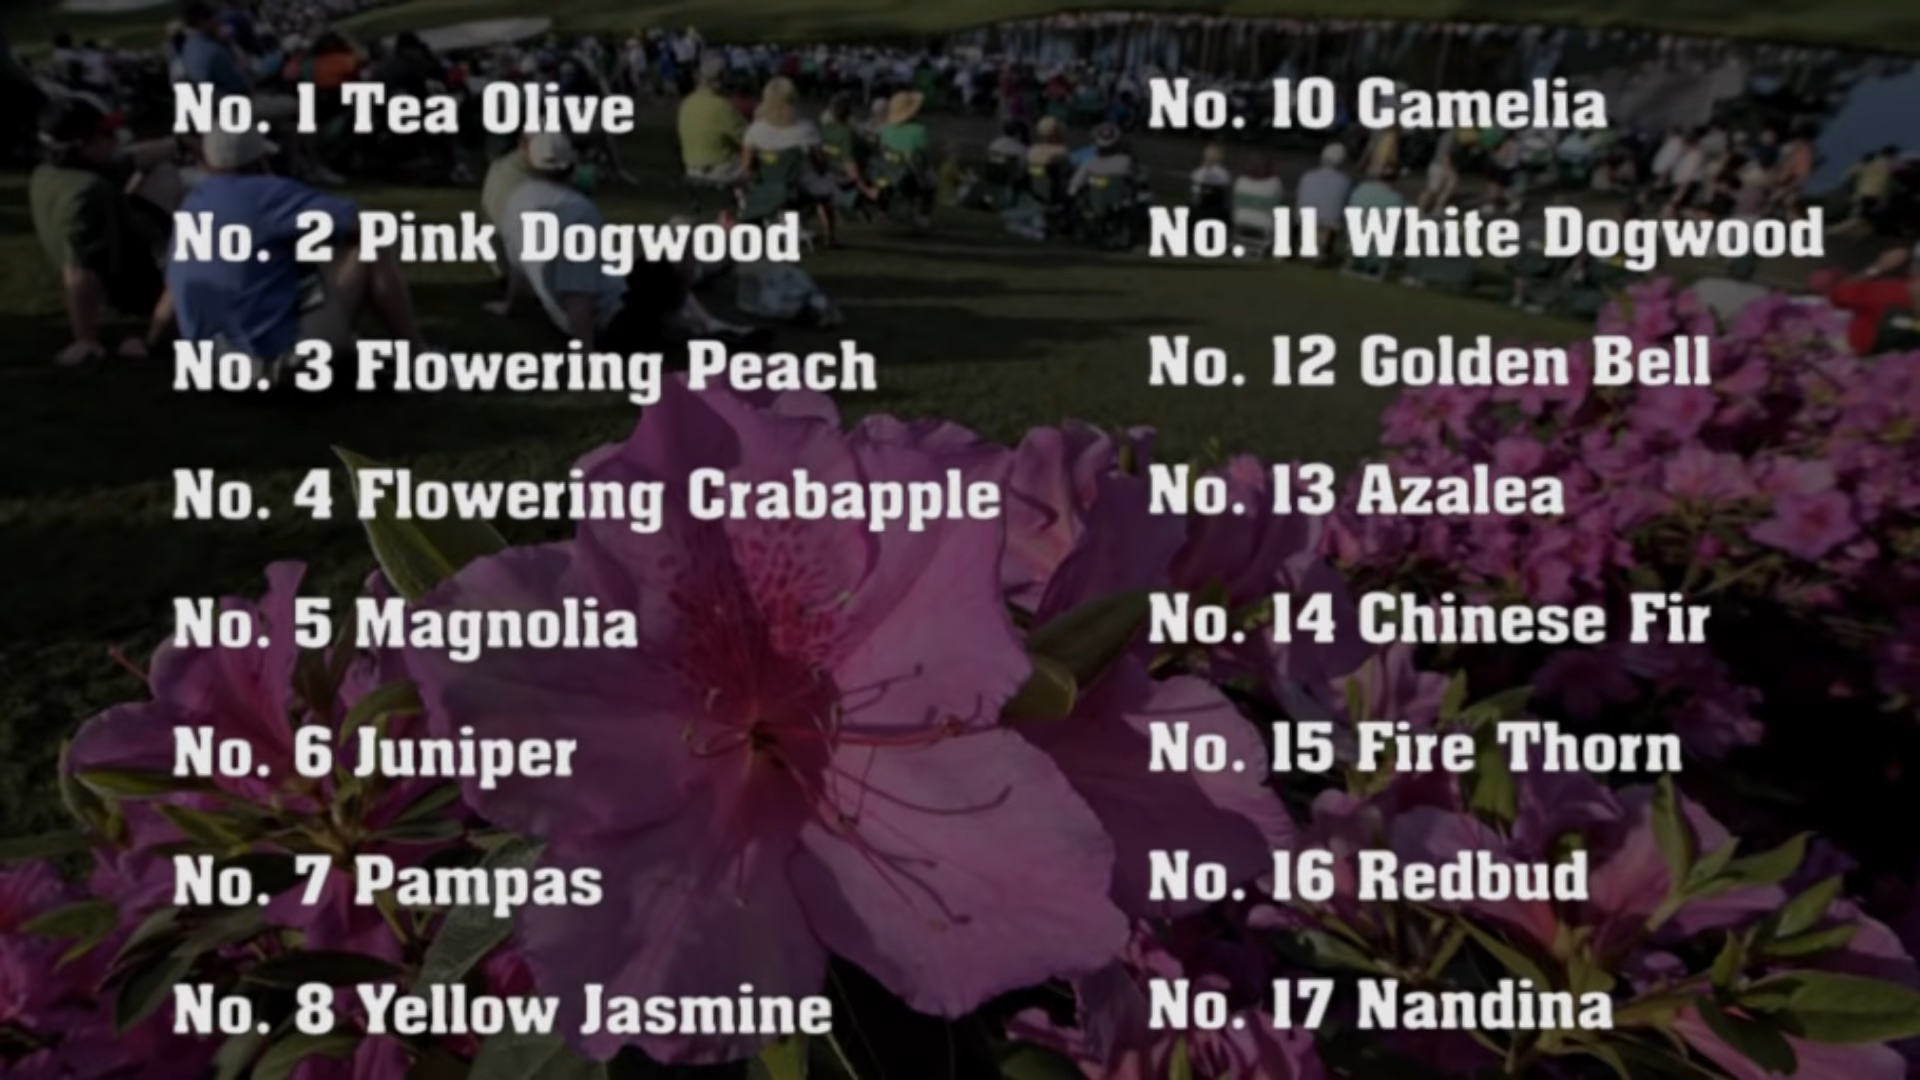 No. 1 Tea Olive
No. 2 Pink Dogwood
No. 3 Flowering Peach
No. 4 Flowering Crabapple
No. 5 Magnolia
No. 6 Juniper
No. 7 Pampas
No. 8 Yellow Jasmine
No. 10 Camelia
No. 11 White Dogwood
No. 12 Golden Bell
No. 13 Azalea
No. 14 Chinese Fir
No. 15 Fire Thorn
No. 16 Redbud
No. 17 Nandina